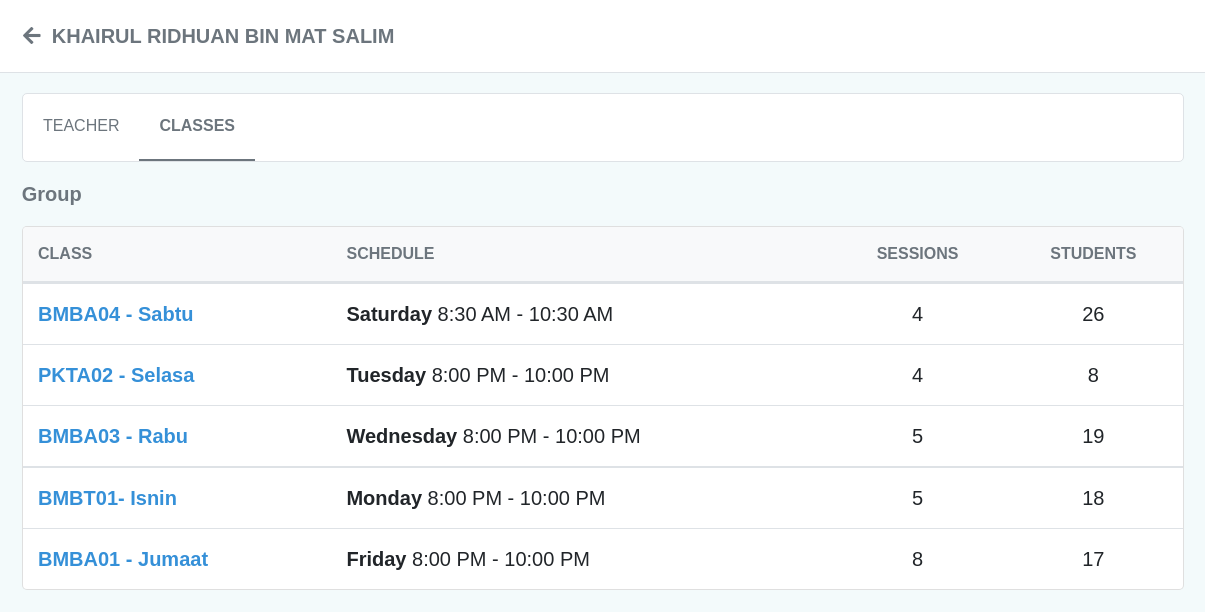 KHAIRUL RIDHUAN BIN MAT SALIM
TEACHER CLASSES
Group
CLASS SCHEDULE SESSIONS STUDENTS
BMBA04 - Sabtu Saturday 8:30 AM - 10:30 AM 4 26
PKTA02 - Selasa Tuesday 8:00 PM - 10:00 PM 4 8
BMBA03 - Rabu Wednesday 8:00 PM - 10:00 PM 5 19
BMBT01- Isnin Monday 8:00 PM - 10:00 PM 5 18
BMBA01 - Jumaat Friday 8:00 PM - 10:00 PM 8 17